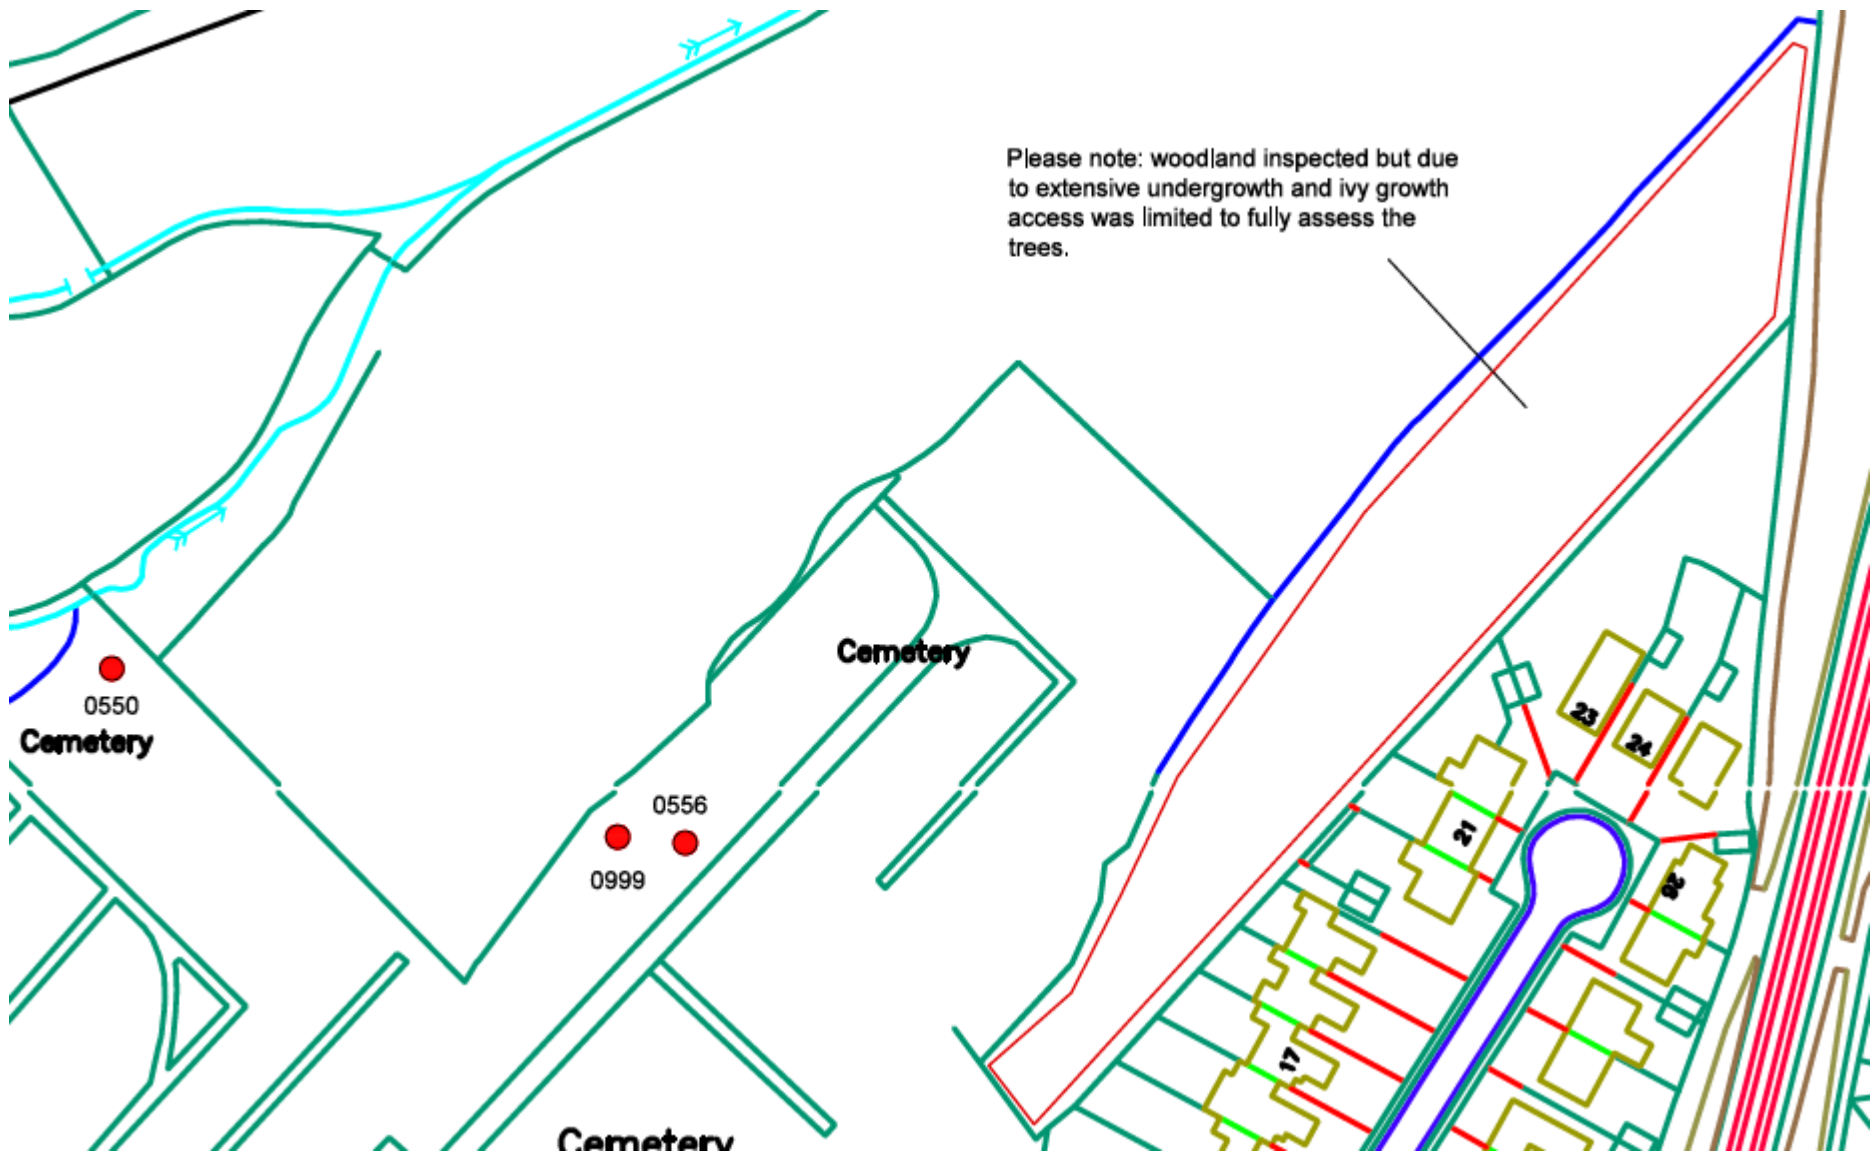 Please note: woodland inspected but due
to extensive undergrowth and ivy growth
access was limited to fully assess the
trees.
Cemetery
0550
Cemetery
0556
0999
23
24
21
26
17
Cemetery